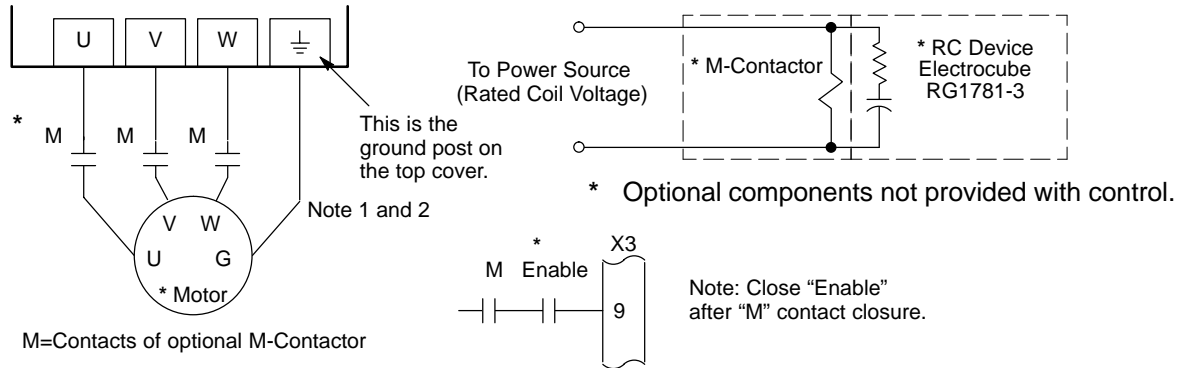 U V W
This is the
ground post on
the top cover.
* M M M
Note 1 and 2
V W
U G
* Motor
M=Contacts of optional M-Contactor
To Power Source
(Rated Coil Voltage)
* M-Contactor
* RC Device
Electrocube
RG1781-3
* Optional components not provided with control.
* X3
M Enable
9
Note: Close “Enable”
after “M” contact closure.